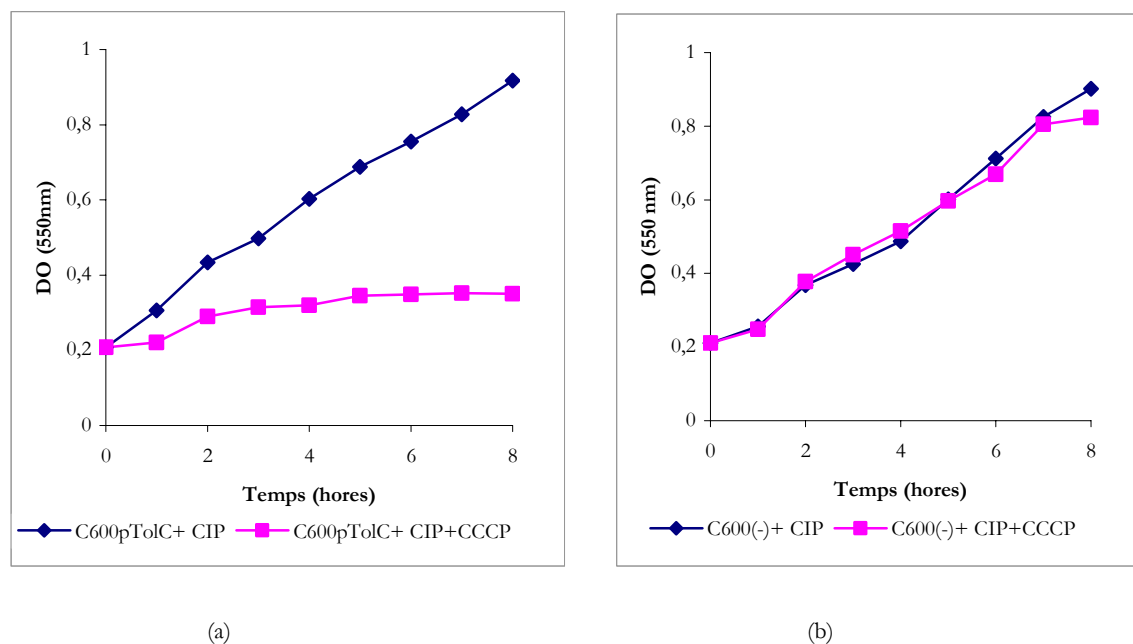 1
0,8
0,6
0,4
0,2
0
DO (550nm)
0 2 4 6 8
Temps (hores)
C600pTolC+ CIP C600pTolC+ CIP+CCCP
(a)
1
0,8
0,6
0,4
0,2
0
DO (550 nm)
0 2 4 6 8
Temps (hores)
C600(-)+ CIP C600(-)+ CIP+CCCP
(b)